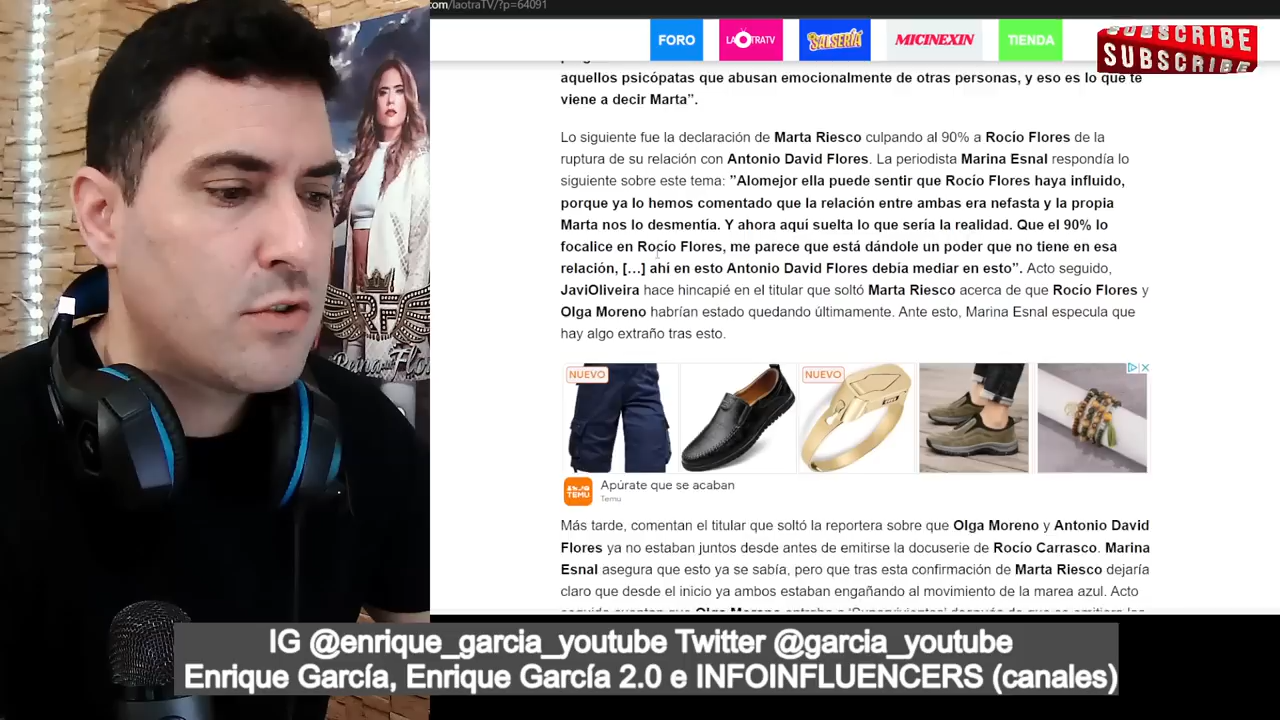 com/laotraTV/?p=64091
FORO
LA OTRATV
SALSERÍA
MICINEXIN
TIENDA
SUBSCRIBE
SUBSCRIBE
aquellos psicópatas que abusan emocionalmente de otras personas, y eso es lo que te
viene a decir Marta”.
Lo siguiente fue la declaración de Marta Riesco culpando al 90% a Rocío Flores de la
ruptura de su relación con Antonio David Flores. La periodista Marina Esnal respondía lo
siguiente sobre este tema: ”Alomejor ella puede sentir que Rocío Flores haya influido,
porque ya lo hemos comentado que la relación entre ambas era nefasta y la propia
Marta nos lo desmentía. Y ahora aquí suelta lo que sería la realidad. Que el 90% lo
focalice en Rocío Flores, me parece que está dándole un poder que no tiene en esa
relación, [...] ahí en esto Antonio David Flores debía mediar en esto”. Acto seguido,
JaviOliveira hace hincapié en el titular que soltó Marta Riesco acerca de que Rocío Flores y
Olga Moreno habrían estado quedando últimamente. Ante esto, Marina Esnal especula que
hay algo extraño tras esto.
NUEVO
NUEVO
TEMU
Apúrate que se acaban
Temu
Más tarde, comentan el titular que soltó la reportera sobre que Olga Moreno y Antonio David
Flores ya no estaban juntos desde antes de emitirse la docuserie de Rocío Carrasco. Marina
Esnal asegura que esto ya se sabía, pero que tras esta confirmación de Marta Riesco dejaría
claro que desde el inicio ya ambos estaban engañando al movimiento de la marea azul. Acto
RF
IG @enrique_garcia_youtube Twitter @garcia_youtube
Enrique García, Enrique García 2.0 e INFOINFLUENCERS (canales)